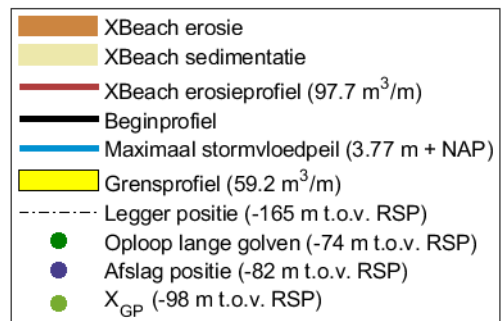 XBeach erosie
XBeach sedimentatie
XBeach erosieprofiel (97.7 m³/m)
Beginprofiel
Maximaal stormvloedpeil (3.77 m + NAP)
Grensprofiel (59.2 m³/m)
Legger positie (-165 m t.o.v. RSP)
Oploop lange golven (-74 m t.o.v. RSP)
Afslag positie (-82 m t.o.v. RSP)
X_GP (-98 m t.o.v. RSP)